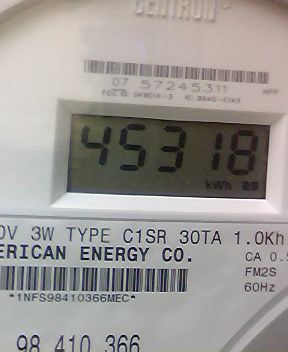 CENTRON
07 57245311
45318
kWh
0V 3W TYPE C1SR 30TA 1.0Kh
ERICAN ENERGY CO. CA 0.5
FM2S
*1NFS98410366MEC* 60Hz
98 410 366